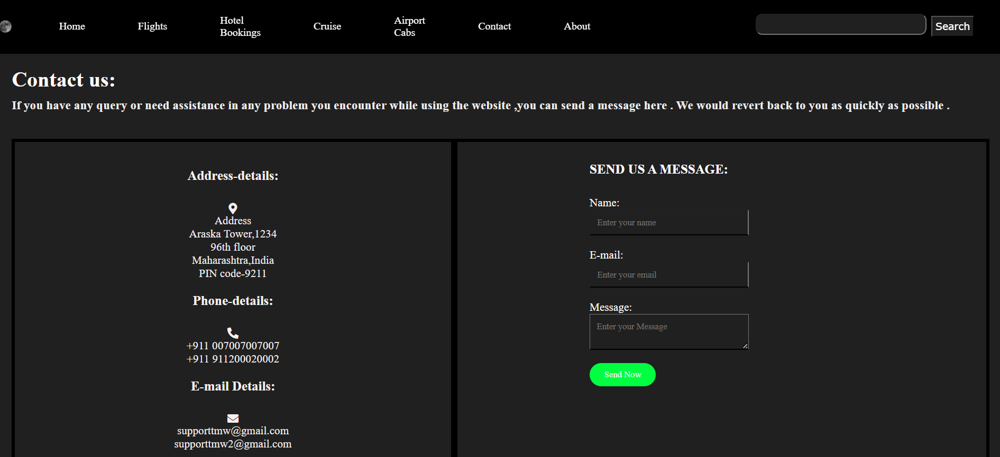 Home
Flights
Hotel
Bookings
Cruise
Airport
Cabs
Contact
About
Search
Contact us:
If you have any query or need assistance in any problem you encounter while using the website ,you can send a message here . We would revert back to you as quickly as possible .
Address-details:
Address
Araska Tower,1234
96th floor
Maharashtra,India
PIN code-9211
Phone-details:
+911 007007007007
+911 911200020002
E-mail Details:
supporttmw@gmail.com
supporttmw2@gmail.com
SEND US A MESSAGE:
Name:
Enter your name
E-mail:
Enter your email
Message:
Enter your Message
Send Now